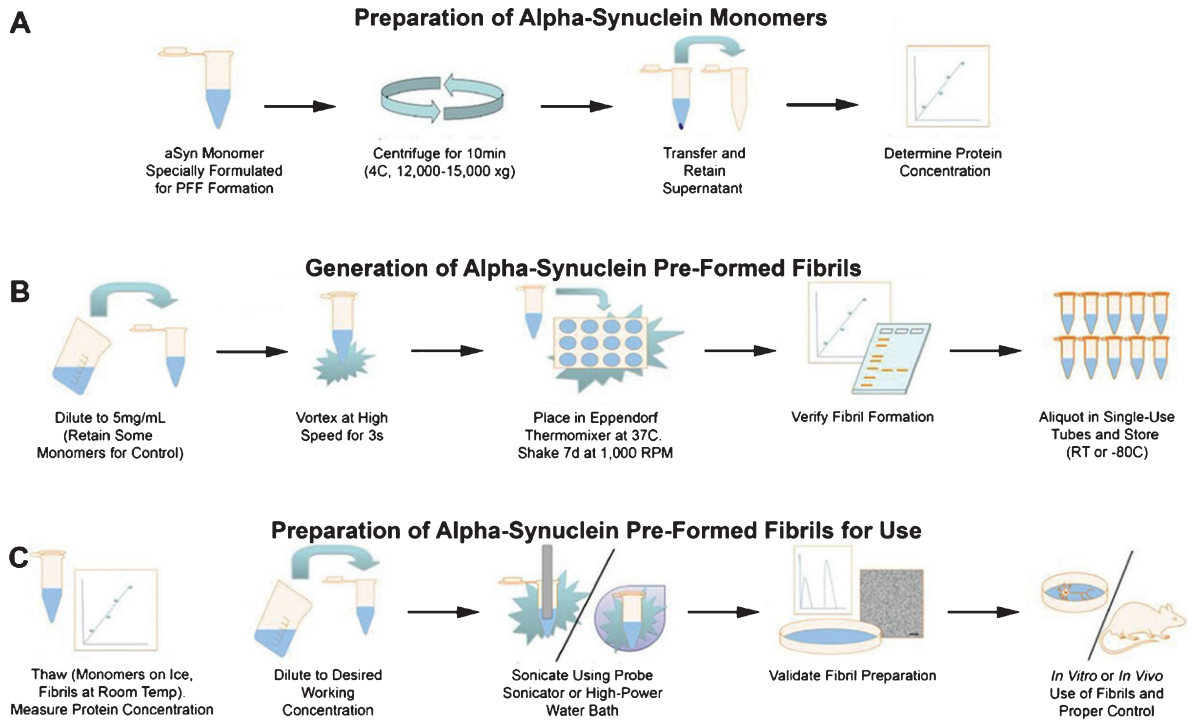 A
Preparation of Alpha-Synuclein Monomers
aSyn Monomer
Specially Formulated
for PFF Formation
Centrifuge for 10min
(4C, 12,000-15,000 xg)
Transfer and
Retain
Supernatant
Determine Protein
Concentration
B
Generation of Alpha-Synuclein Pre-Formed Fibrils
Dilute to 5mg/mL
(Retain Some
Monomers for Control)
Vortex at High
Speed for 3s
Place in Eppendorf
Thermomixer at 37C.
Shake 7d at 1,000 RPM
Verify Fibril Formation
Aliquot in Single-Use
Tubes and Store
(RT or -80C)
C
Preparation of Alpha-Synuclein Pre-Formed Fibrils for Use
Thaw (Monomers on Ice,
Fibrils at Room Temp).
Measure Protein Concentration
Dilute to Desired
Working
Concentration
Sonicate Using Probe
Sonicator or High-Power
Water Bath
Validate Fibril Preparation
In Vitro or In Vivo
Use of Fibrils and
Proper Control